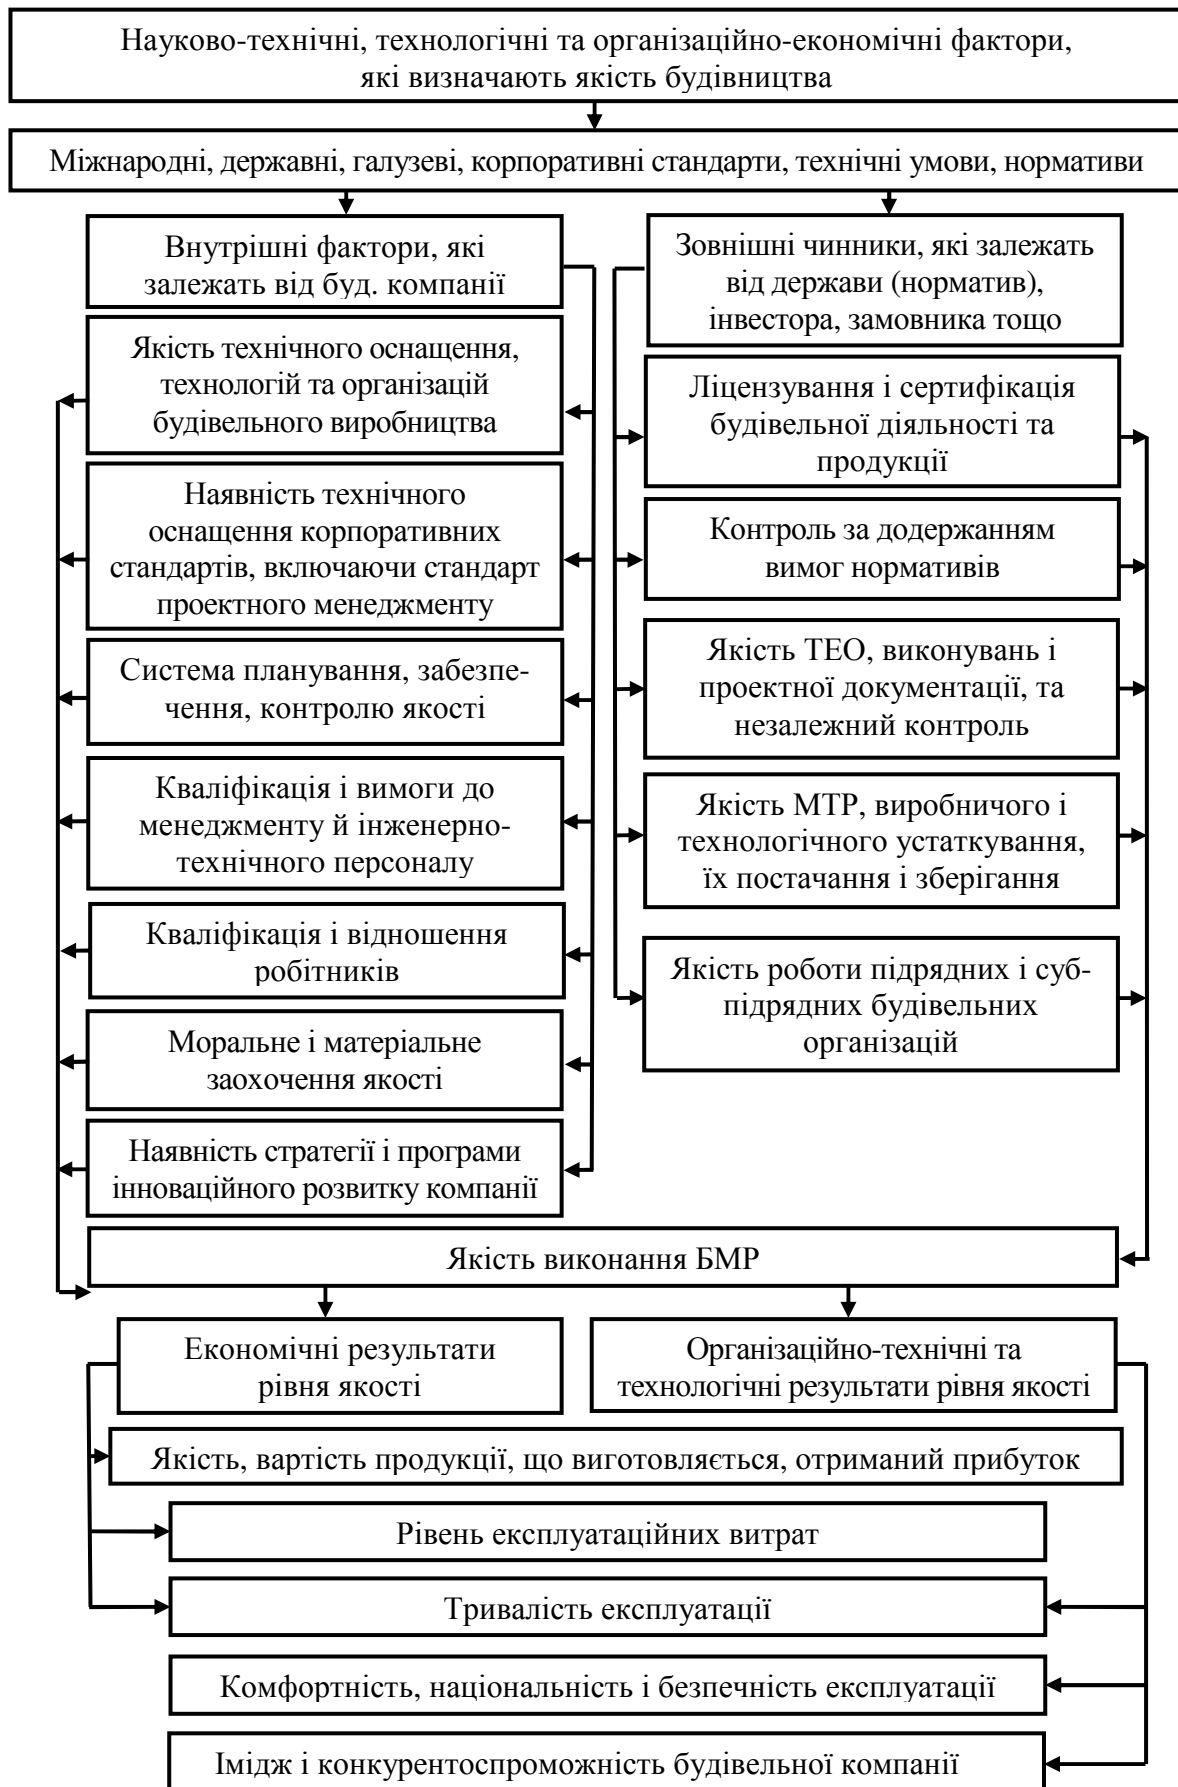 Науково-технічні, технологічні та організаційно-економічні фактори,
які визначають якість будівництва
Міжнародні, державні, галузеві, корпоративні стандарти, технічні умови, нормативи
Внутрішні фактори, які
залежать від буд. компанії
Якість технічного оснащення,
технологій та організацій
будівельного виробництва
Наявність технічного
оснащення корпоративних
стандартів, включаючи стандарт
проектного менеджменту
Система планування, забезпе-
чення, контролю якості
Кваліфікація і вимоги до
менеджменту й інженерно-
технічного персоналу
Кваліфікація і відношення
робітників
Моральне і матеріальне
заохочення якості
Наявність стратегії і програми
інноваційного розвитку компанії
Зовнішні чинники, які залежать
від держави (норматив),
інвестора, замовника тощо
Ліцензування і сертифікація
будівельної діяльності та
продукції
Контроль за додержанням
вимог нормативів
Якість ТЕО, виконувань і
проектної документації, та
незалежний контроль
Якість МТР, виробничого і
технологічного устаткування,
їх постачання і зберігання
Якість роботи підрядних і суб-
підрядних будівельних
організацій
Якість виконання БМР
Економічні результати
рівня якості
Організаційно-технічні та
технологічні результати рівня якості
Якість, вартість продукції, що виготовляється, отриманий прибуток
Рівень експлуатаційних витрат
Тривалість експлуатації
Комфортність, національність і безпечність експлуатації
Імідж і конкурентоспроможність будівельної компанії